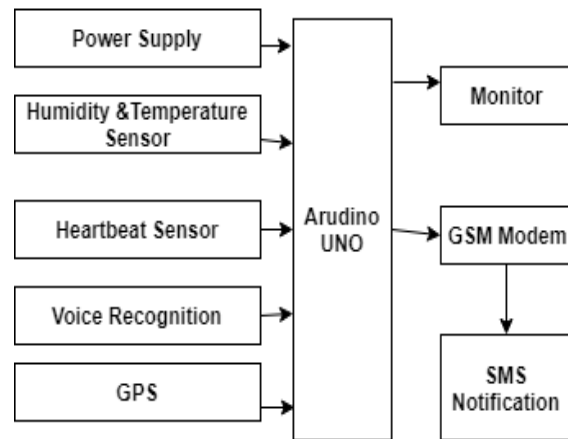 Power Supply
Humidity &Temperature
Sensor
Heartbeat Sensor
Voice Recognition
GPS
Arudino
UNO
Monitor
GSM Modem
SMS
Notification